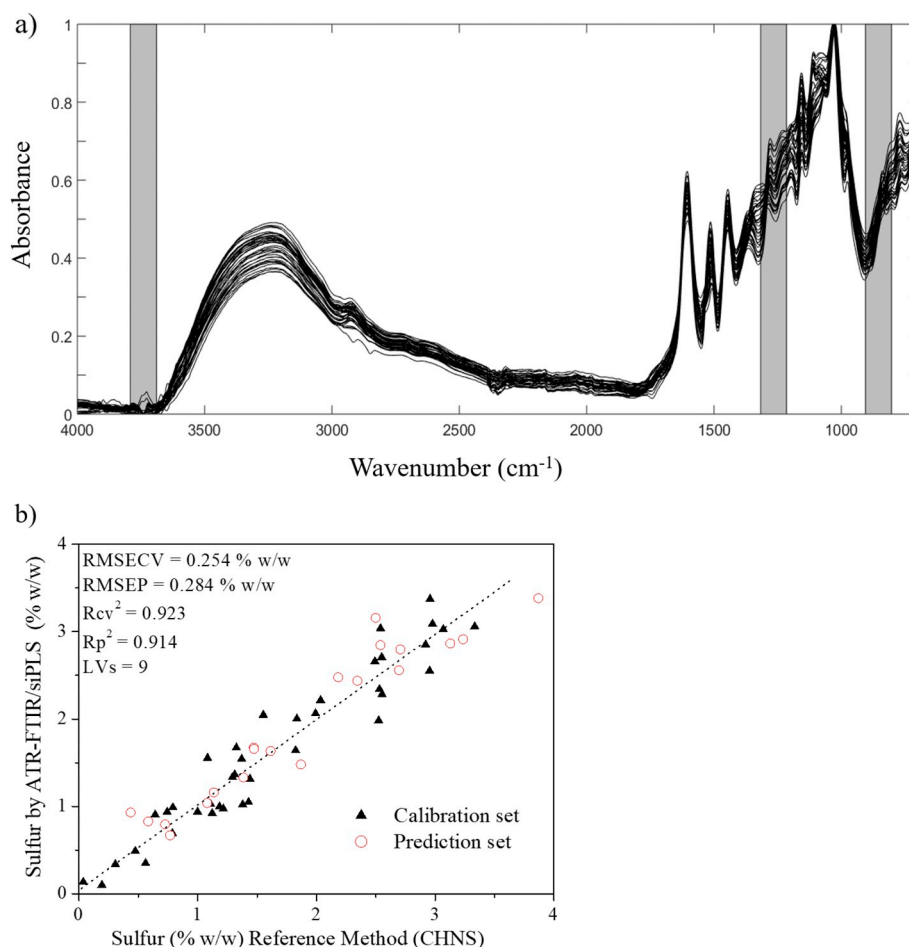 a)
1
0.8
0.6
0.4
0.2
0
Absorbance
4000 3500 3000 2500 2000 1500 1000
Wavenumber (cm⁻¹)
b)
4
3
2
1
0
Sulfur by ATR-FTIR/siPLS (% w/w)
RMSECV = 0.254 % w/w
RMSEP = 0.284 % w/w
Rcv² = 0.923
Rp² = 0.914
LVs = 9
Calibration set
Prediction set
0 1 2 3 4
Sulfur (% w/w) Reference Method (CHNS)